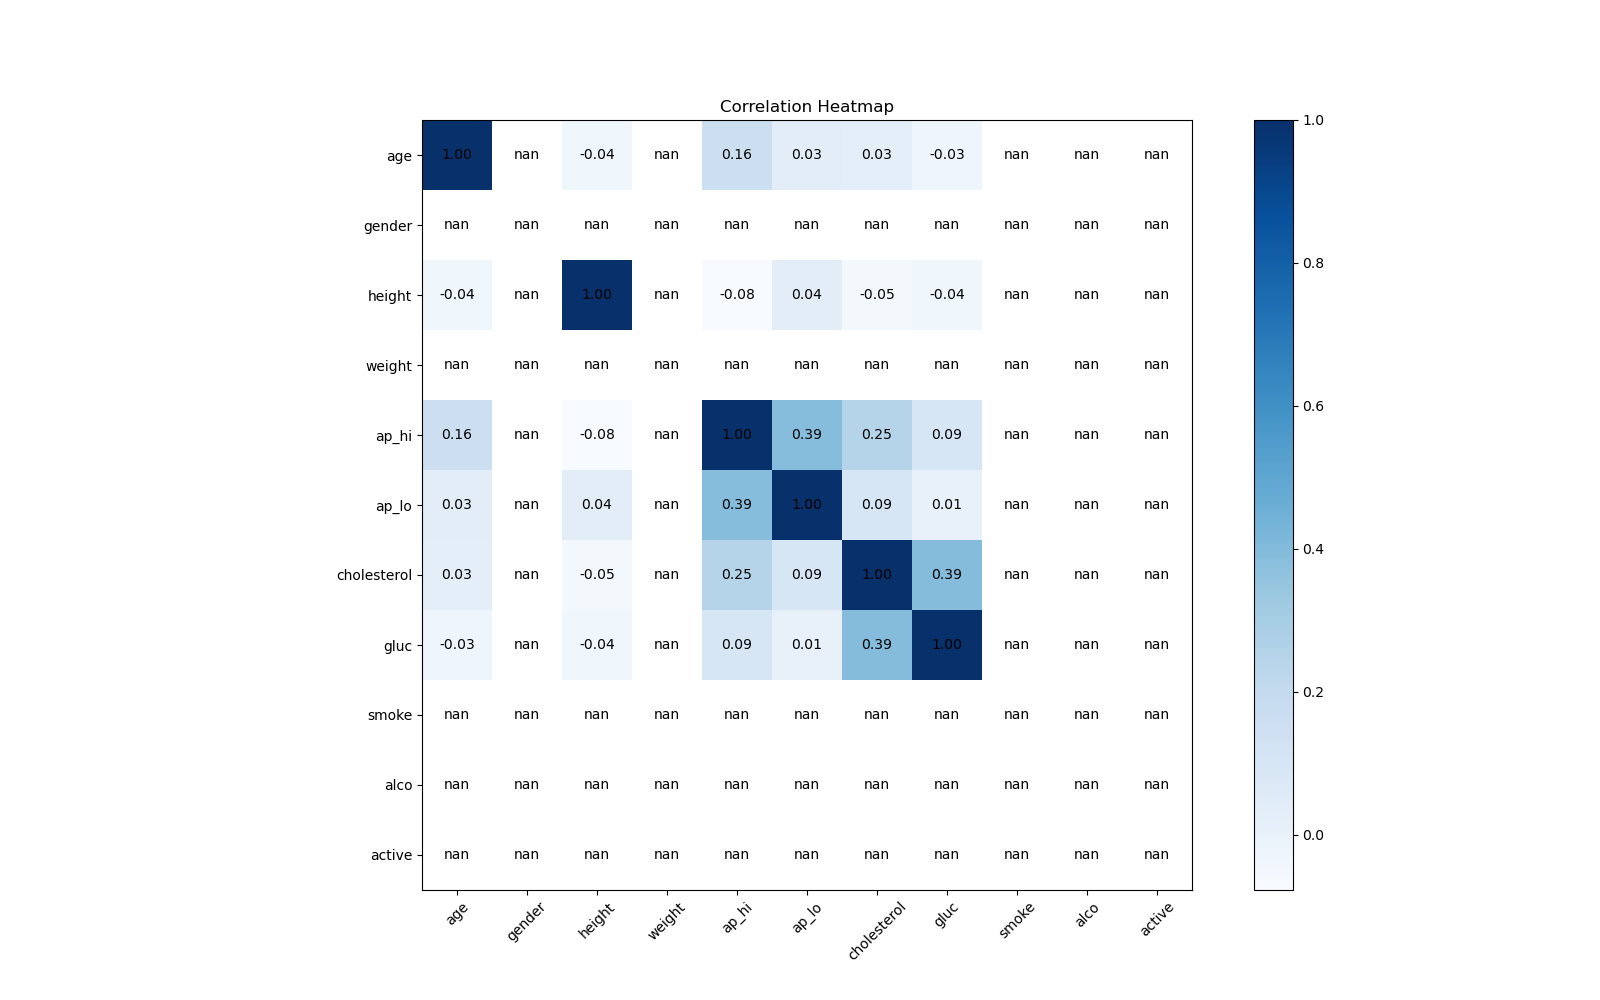 Correlation Heatmap
age 1.00 nan -0.04 nan 0.16 0.03 0.03 -0.03 nan nan nan
gender nan nan nan nan nan nan nan nan nan nan nan
height -0.04 nan 1.00 nan -0.08 0.04 -0.05 -0.04 nan nan nan
weight nan nan nan nan nan nan nan nan nan nan nan
ap_hi 0.16 nan -0.08 nan 1.00 0.39 0.25 0.09 nan nan nan
ap_lo 0.03 nan 0.04 nan 0.39 1.00 0.09 0.01 nan nan nan
cholesterol 0.03 nan -0.05 nan 0.25 0.09 1.00 0.39 nan nan nan
gluc -0.03 nan -0.04 nan 0.09 0.01 0.39 1.00 nan nan nan
smoke nan nan nan nan nan nan nan nan nan nan nan
alco nan nan nan nan nan nan nan nan nan nan nan
active nan nan nan nan nan nan nan nan nan nan nan
age gender height weight ap_hi ap_lo cholesterol gluc smoke alco active
1.0
0.8
0.6
0.4
0.2
0.0